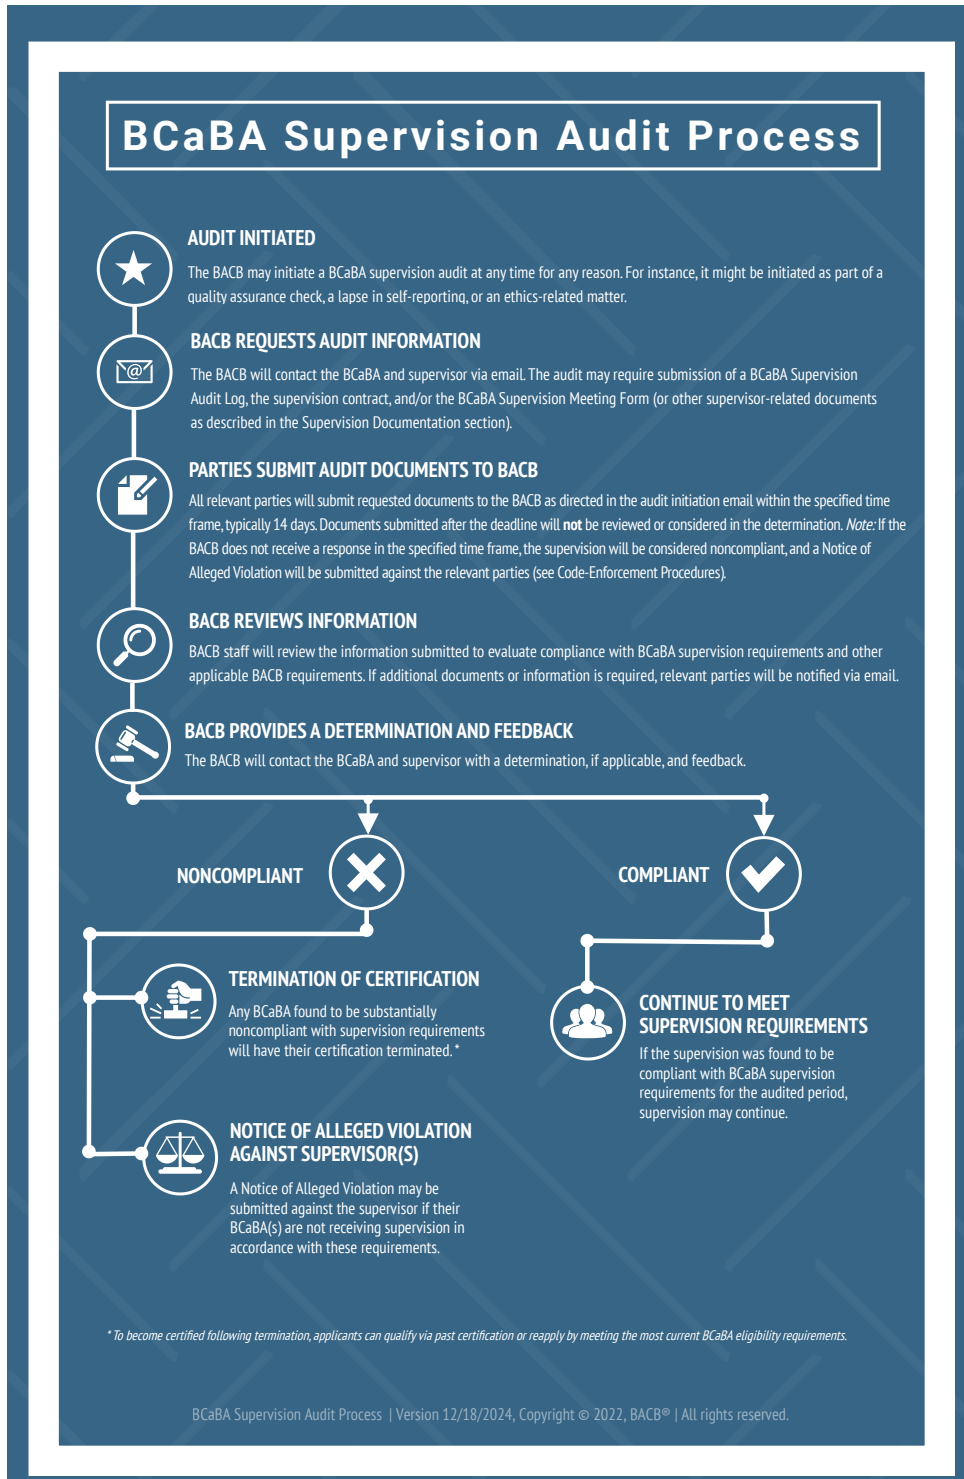 BCaBA Supervision Audit Process
AUDIT INITIATED
The BACB may initiate a BCaBA supervision audit at any time for any reason. For instance, it might be initiated as part of a
quality assurance check, a lapse in self-reporting, or an ethics-related matter.
BACB REQUESTS AUDIT INFORMATION
The BACB will contact the BCaBA and supervisor via email. The audit may require submission of a BCaBA Supervision
Audit Log, the supervision contract, and/or the BCaBA Supervision Meeting Form (or other supervisor-related documents
as described in the Supervision Documentation section).
PARTIES SUBMIT AUDIT DOCUMENTS TO BACB
All relevant parties will submit requested documents to the BACB as directed in the audit initiation email within the specified time
frame, typically 14 days. Documents submitted after the deadline will not be reviewed or considered in the determination. Note: If the
BACB does not receive a response in the specified time frame, the supervision will be considered noncompliant, and a Notice of
Alleged Violation will be submitted against the relevant parties (see Code-Enforcement Procedures).
BACB REVIEWS INFORMATION
BACB staff will review the information submitted to evaluate compliance with BCaBA supervision requirements and other
applicable BACB requirements. If additional documents or information is required, relevant parties will be notified via email.
BACB PROVIDES A DETERMINATION AND FEEDBACK
The BACB will contact the BCaBA and supervisor with a determination, if applicable, and feedback.
NONCOMPLIANT
TERMINATION OF CERTIFICATION
Any BCaBA found to be substantially
noncompliant with supervision requirements
will have their certification terminated. *
NOTICE OF ALLEGED VIOLATION
AGAINST SUPERVISOR(S)
A Notice of Alleged Violation may be
submitted against the supervisor if their
BCaBA(s) are not receiving supervision in
accordance with these requirements.
COMPLIANT
CONTINUE TO MEET
SUPERVISION REQUIREMENTS
If the supervision was found to be
compliant with BCaBA supervision
requirements for the audited period,
supervision may continue.
* To become certified following termination, applicants can qualify via past certification or reapply by meeting the most current BCaBA eligibility requirements.
BCaBA Supervision Audit Process | Version 12/18/2024, Copyright © 2022, BACB® | All rights reserved.